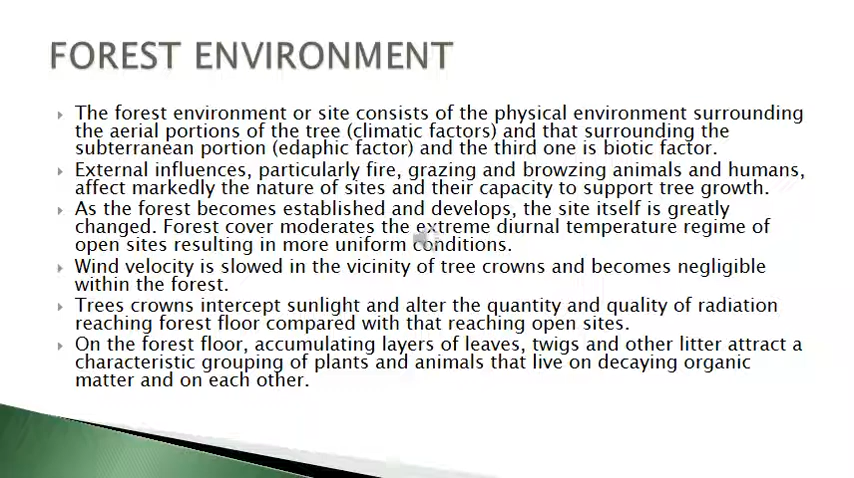 FOREST ENVIRONMENT
The forest environment or site consists of the physical environment surrounding
the aerial portions of the tree (climatic factors) and that surrounding the
subterranean portion (edaphic factor) and the third one is biotic factor.
External influences, particularly fire, grazing and browzing animals and humans,
affect markedly the nature of sites and their capacity to support tree growth.
As the forest becomes established and develops, the site itself is greatly
changed. Forest cover moderates the extreme diurnal temperature regime of
open sites resulting in more uniform conditions.
Wind velocity is slowed in the vicinity of tree crowns and becomes negligible
within the forest.
Trees crowns intercept sunlight and alter the quantity and quality of radiation
reaching forest floor compared with that reaching open sites.
On the forest floor, accumulating layers of leaves, twigs and other litter attract a
characteristic grouping of plants and animals that live on decaying organic
matter and on each other.